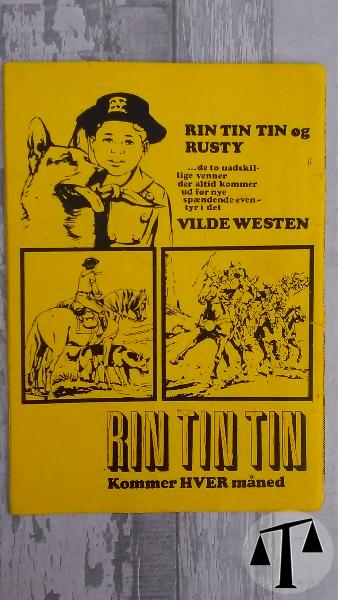 RIN TIN TIN og
RUSTY
...de to uadskil-
lige venner
der altid kommer
ud for nye
spændende even-
tyr i det
VILDE WESTEN
RIN TIN TIN
Kommer HVER måned